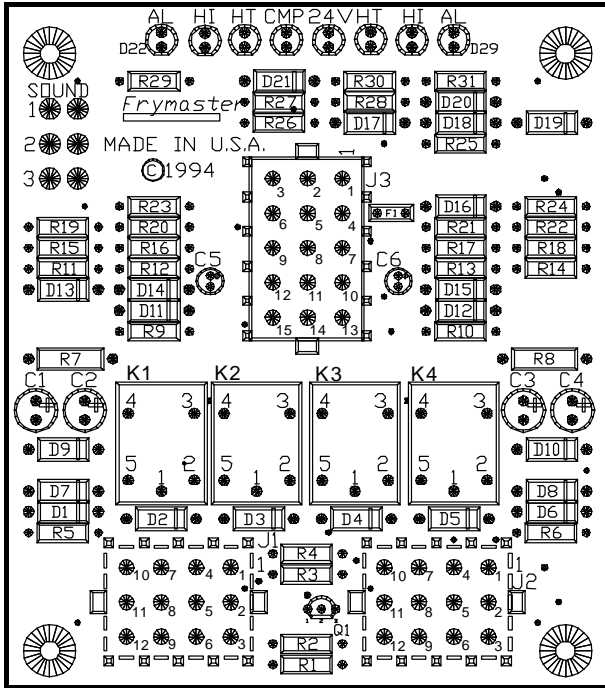 AL HI HT CMP 24V HT HI AL
D22 D29
R29 D21 R30 R31
SOUND R27 R28 D20
1 Frymaster R26 D17 D18 D19
2 MADE IN U.S.A. R25
3 © 1994
1
J3
3 2 1
R23 F1 D16 R24
R19 R20 6 5 4 R21 R22
R15 R16 9 8 7 R17 R18
R11 R12 C5 C6 R13 R14
D13 D14 12 11 10 D15
D11 D12
R9 15 14 13 R10
R7 R8
C1 C2 K1 K2 K3 K4 C3 C4
4 3 4 3 4 3 4 3
D9 D10
5 2 5 2 5 2 5 2
1 1 1 1
D7 D8
D1 D2 D3 D4 D5 D6
R5 R6
J1 R4
10 7 4 1 1 R3 10 7 4 1 1
J2
11 8 5 2 11 8 5 2
Q1
12 9 6 3 R2 12 9 6 3
R1